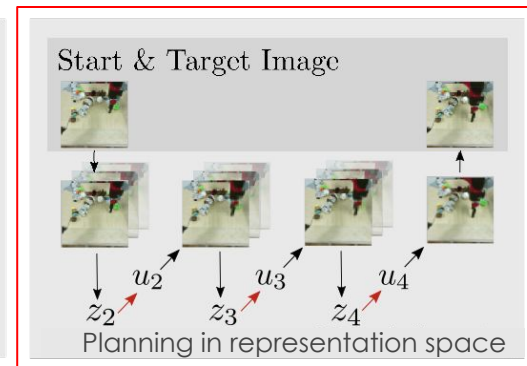 Start & Target Image
u₂ u₃ u₄
z₂ z₃ z₄
Planning in representation space